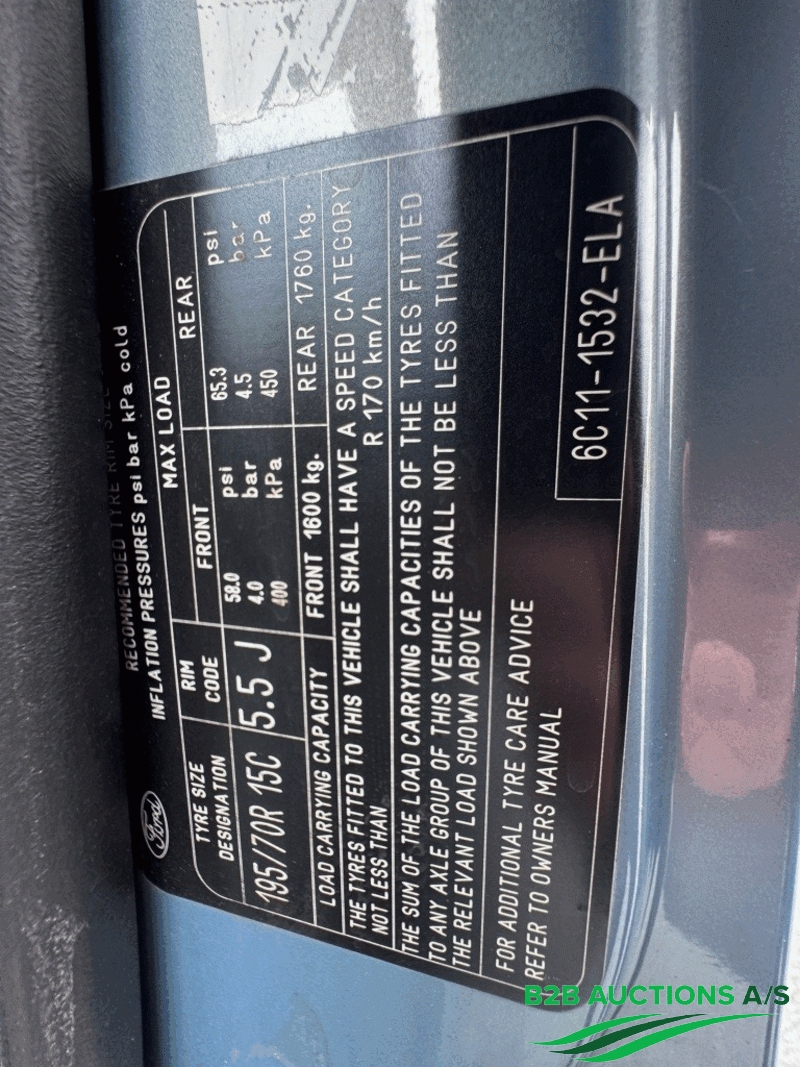 Ford
RECOMMENDED TYRE RIM SIZE
INFLATION PRESSURES psi bar kPa cold
TYRE SIZE DESIGNATION
RIM CODE
MAX LOAD
FRONT
REAR
195/70R 15C
5.5 J
58.0 psi
4.0 bar
400 kPa
65.3 psi
4.5 bar
450 kPa
LOAD CARRYING CAPACITY FRONT 1600 kg. REAR 1760 kg.
THE TYRES FITTED TO THIS VEHICLE SHALL HAVE A SPEED CATEGORY
NOT LESS THAN R 170 km/h
THE SUM OF THE LOAD CARRYING CAPACITIES OF THE TYRES FITTED
TO ANY AXLE GROUP OF THIS VEHICLE SHALL NOT BE LESS THAN
THE RELEVANT LOAD SHOWN ABOVE
FOR ADDITIONAL TYRE CARE ADVICE
REFER TO OWNERS MANUAL
6C11-1532-ELA
B2B AUCTIONS A/S